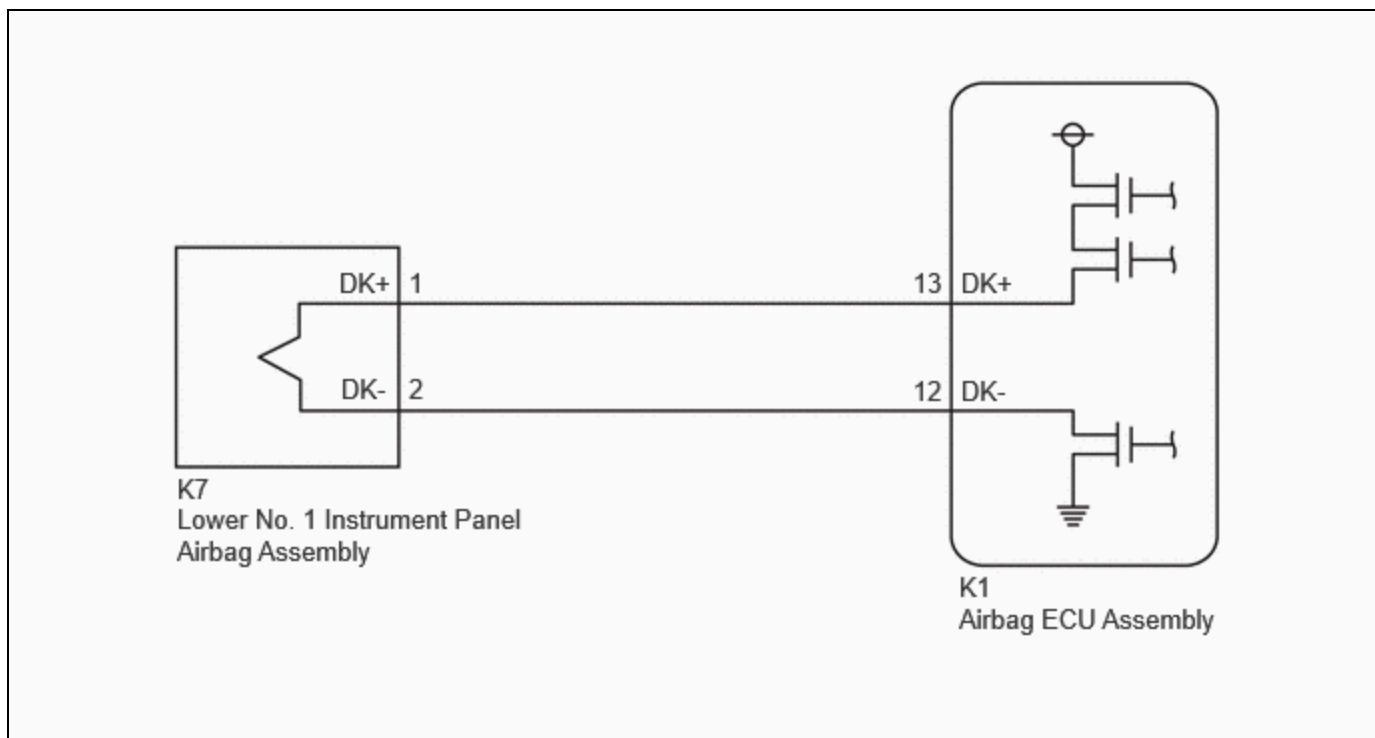 DK+ 1 13 DK+
DK- 2 12 DK-
K7
Lower No. 1 Instrument Panel
Airbag Assembly
K1
Airbag ECU Assembly